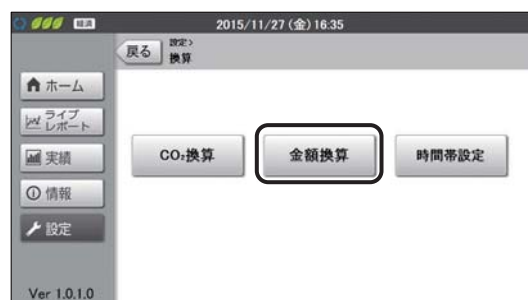 経済
2015/11/27 (金) 16:35
戻る
設定>
換算
ホーム
ライブ
レポート
実績
情報
設定
CO₂換算
金額換算
時間帯設定
Ver 1.0.1.0